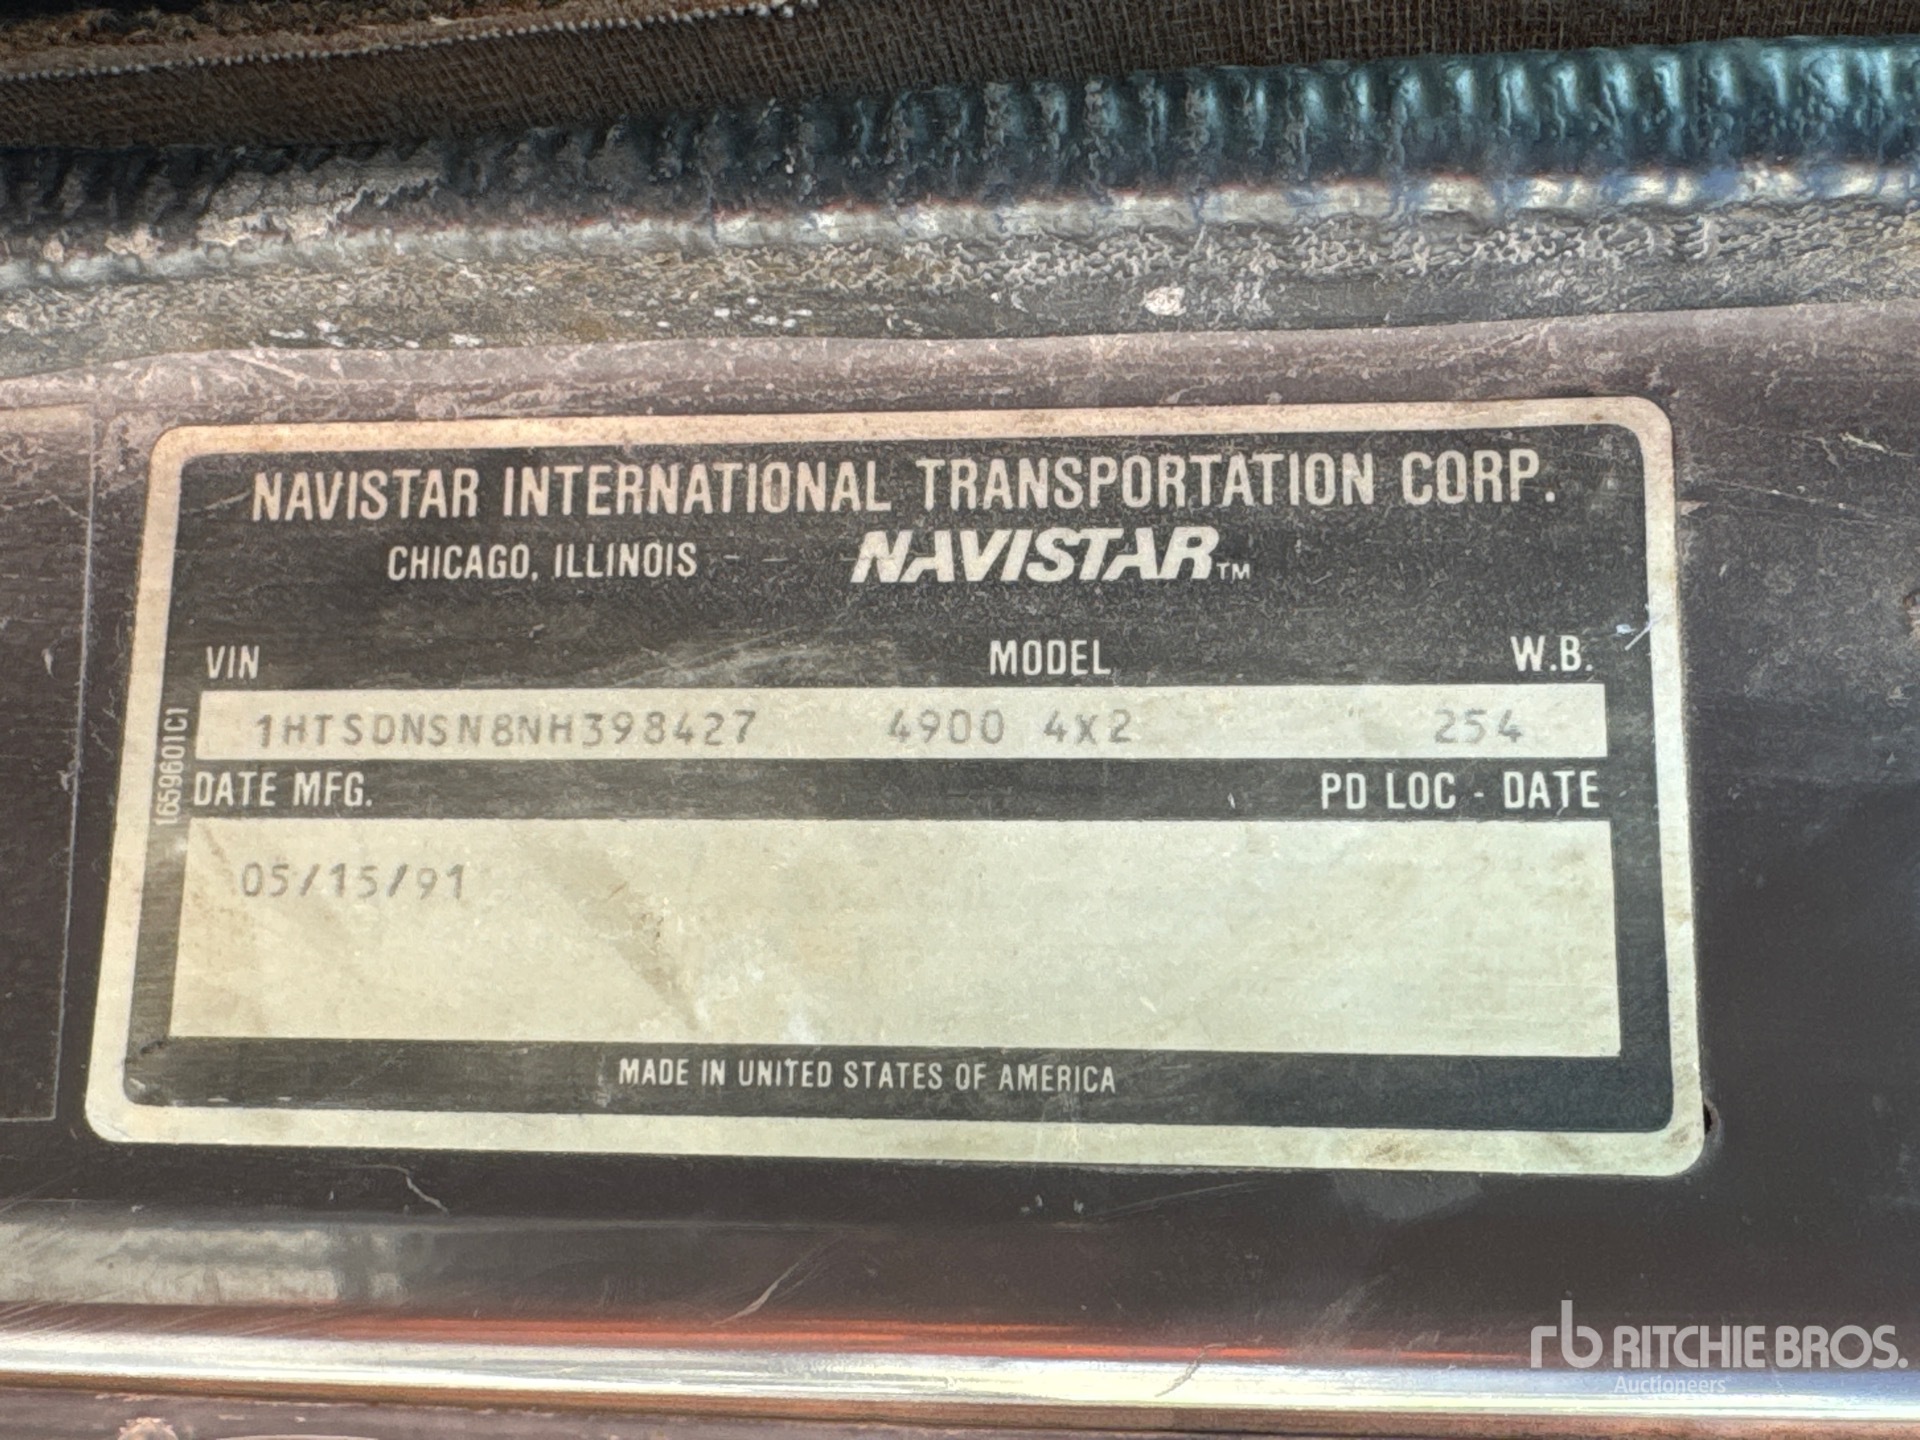 NAVISTAR INTERNATIONAL TRANSPORTATION CORP.
CHICAGO, ILLINOIS NAVISTAR™
VIN MODEL W.B.
1HTSDNSN8NH398427 4900 4X2 254
1659601C1
DATE MFG. PD LOC - DATE
05/15/91
MADE IN UNITED STATES OF AMERICA
rb RITCHIE BROS.
Auctioneers